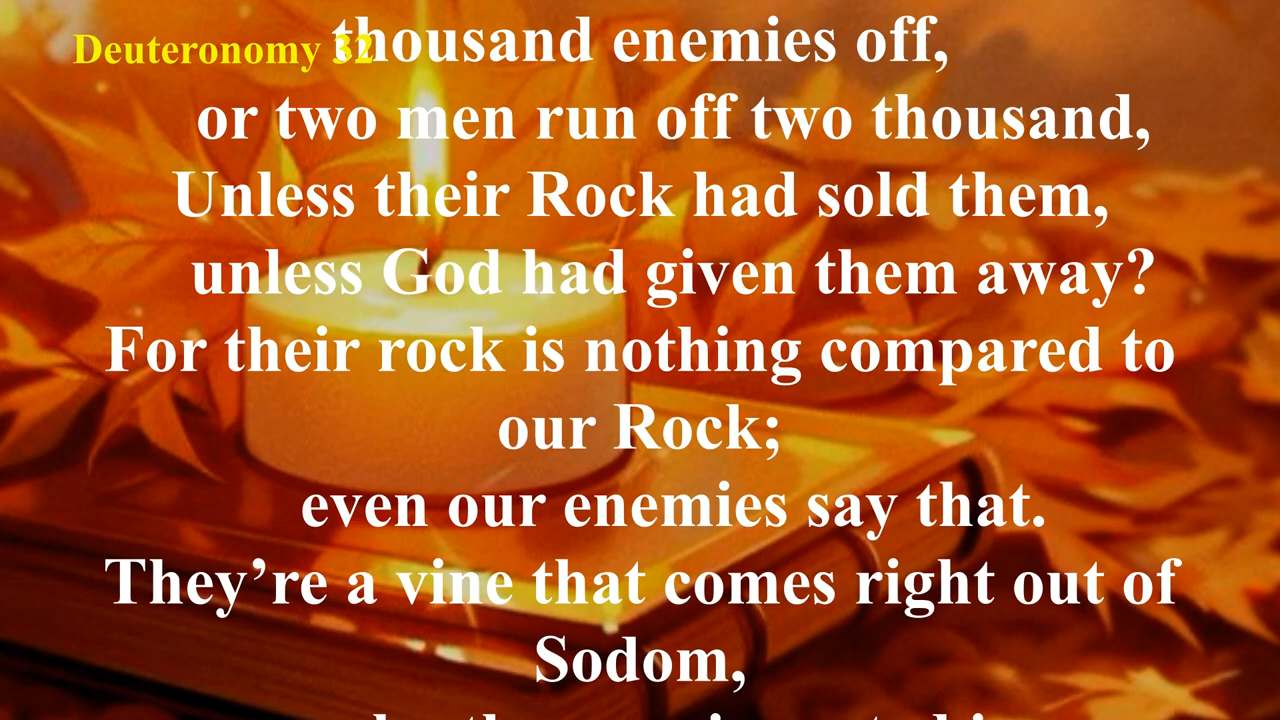 Deuteronomy 32
thousand enemies off,
or two men run off two thousand,
Unless their Rock had sold them,
unless God had given them away?
For their rock is nothing compared to
our Rock;
even our enemies say that.
They’re a vine that comes right out of
Sodom,